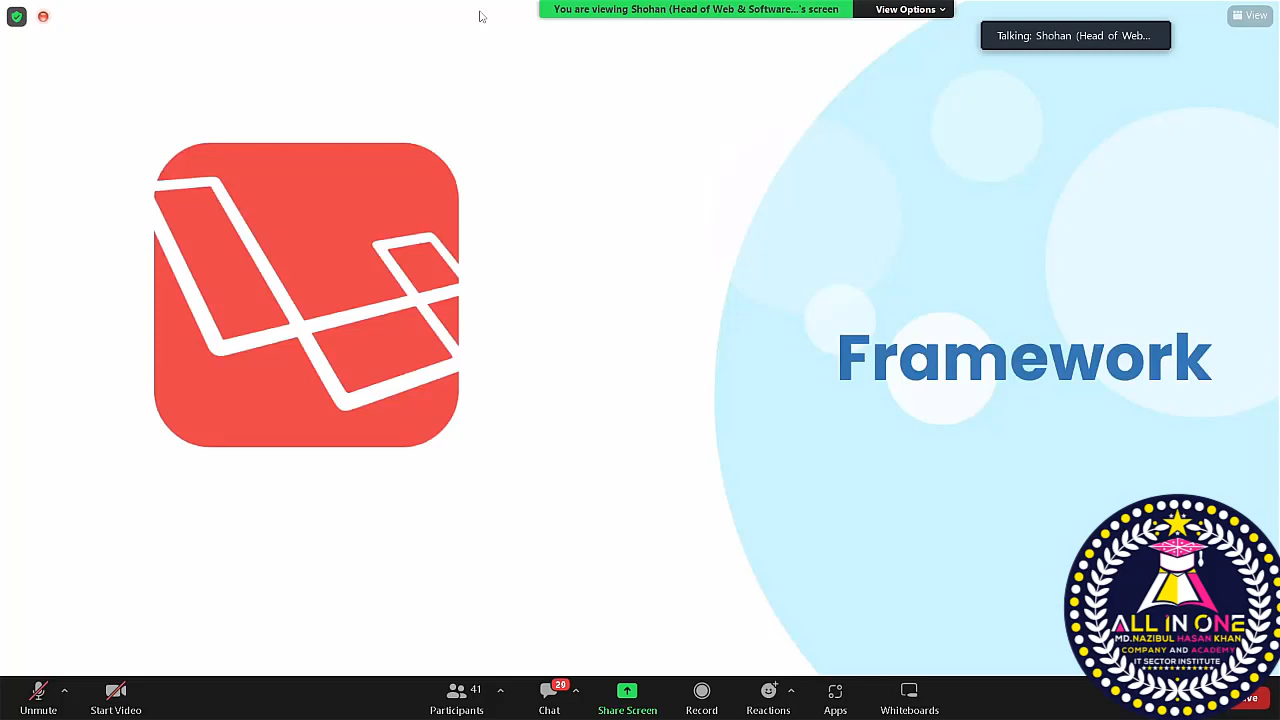 You are viewing Shohan (Head of Web & Software...'s screen
View Options
View
Talking: Shohan (Head of Web...
Framework
ALL IN ONE
MD.NAZIBUL HASAN KHAN
COMPANY AND ACADEMY
IT SECTOR INSTITUTE
Unmute
Start Video
41
Participants
29
Chat
Share Screen
Record
Reactions
Apps
Whiteboards